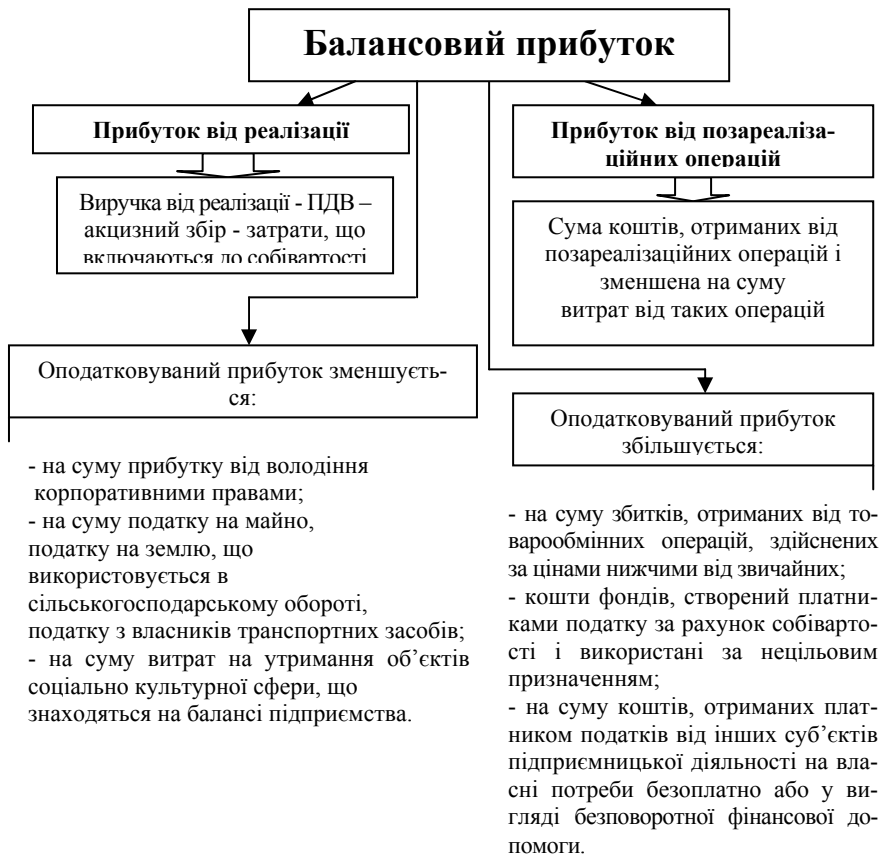 Балансовий прибуток
Прибуток від реалізації
Виручка від реалізації - ПДВ –
акцизний збір - затрати, що
включаються до собівартості
Прибуток від позареаліза-
ційних операцій
Сума коштів, отриманих від
позареалізаційних операцій і
зменшена на суму
витрат від таких операцій
Оподатковуваний прибуток зменшуєть-
ся:
- на суму прибутку від володіння
корпоративними правами;
- на суму податку на майно,
податку на землю, що
використовується в
сільськогосподарському обороті,
податку з власників транспортних засобів;
- на суму витрат на утримання об’єктів
соціально культурної сфери, що
знаходяться на балансі підприємства.
Оподатковуваний прибуток
збільшується:
- на суму збитків, отриманих від то-
варообмінних операцій, здійснених
за цінами нижчими від звичайних;
- кошти фондів, створений платни-
ками податку за рахунок собіварто-
сті і використані за нецільовим
призначенням;
- на суму коштів, отриманих плат-
ником податків від інших суб’єктів
підприємницької діяльності на вла-
сні потреби безоплатно або у ви-
гляді безповоротної фінансової до-
помоги.